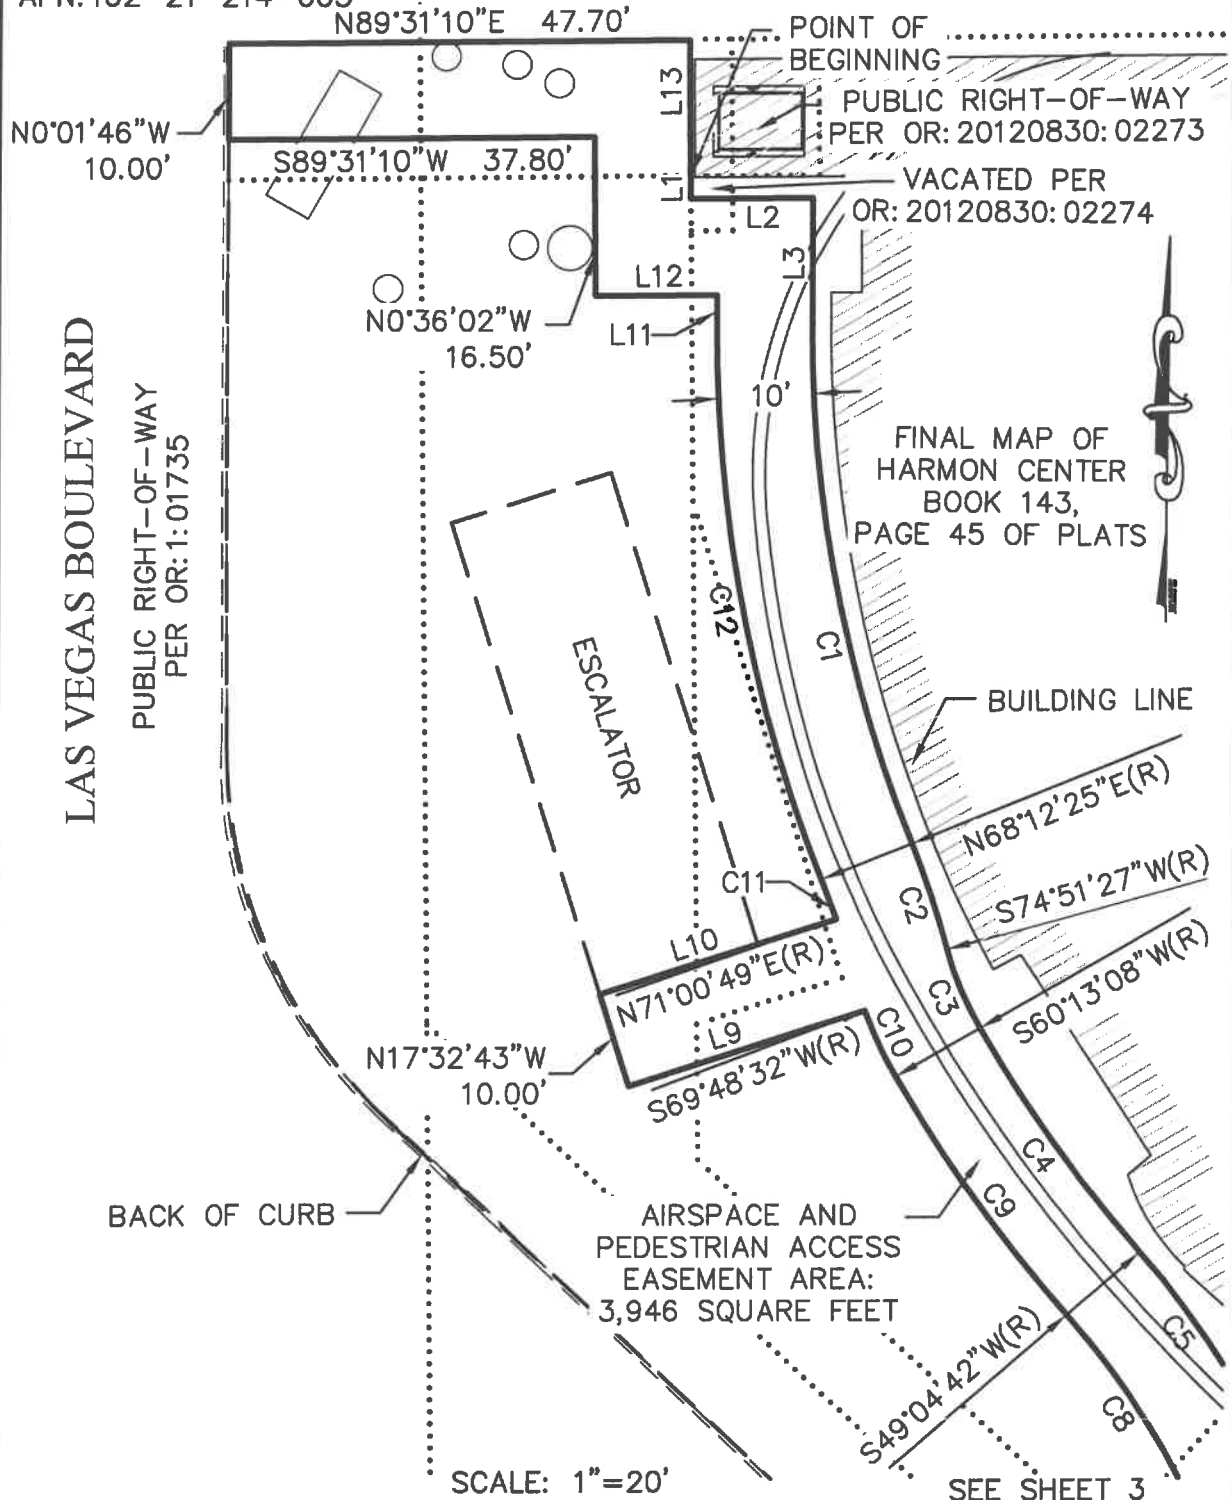 N89°31'10"E 47.70'
POINT OF
BEGINNING
L13
PUBLIC RIGHT-OF-WAY
PER OR: 20120830: 02273
N0°01'46"W
10.00'
S89°31'10"W 37.80'
L1
VACATED PER
OR: 20120830: 02274
L2
L3
L12
N0°36'02"W
16.50'
L11
10'
LAS VEGAS BOULEVARD
PUBLIC RIGHT-OF-WAY
PER OR: 1: 01735
FINAL MAP OF
HARMON CENTER
BOOK 143,
PAGE 45 OF PLATS
C12
C1
ESCALATOR
BUILDING LINE
N68°12'25"E(R)
C11
C2
S74°51'27"W(R)
L10
N71°00'49"E(R)
C3
S60°13'08"W(R)
L9
C10
N17°32'43"W
10.00'
S69°48'32"W(R)
C4
C9
BACK OF CURB
AIRSPACE AND
PEDESTRIAN ACCESS
EASEMENT AREA:
3,946 SQUARE FEET
C5
S49°04'42"W(R)
C8
SCALE: 1"=20'
SEE SHEET 3